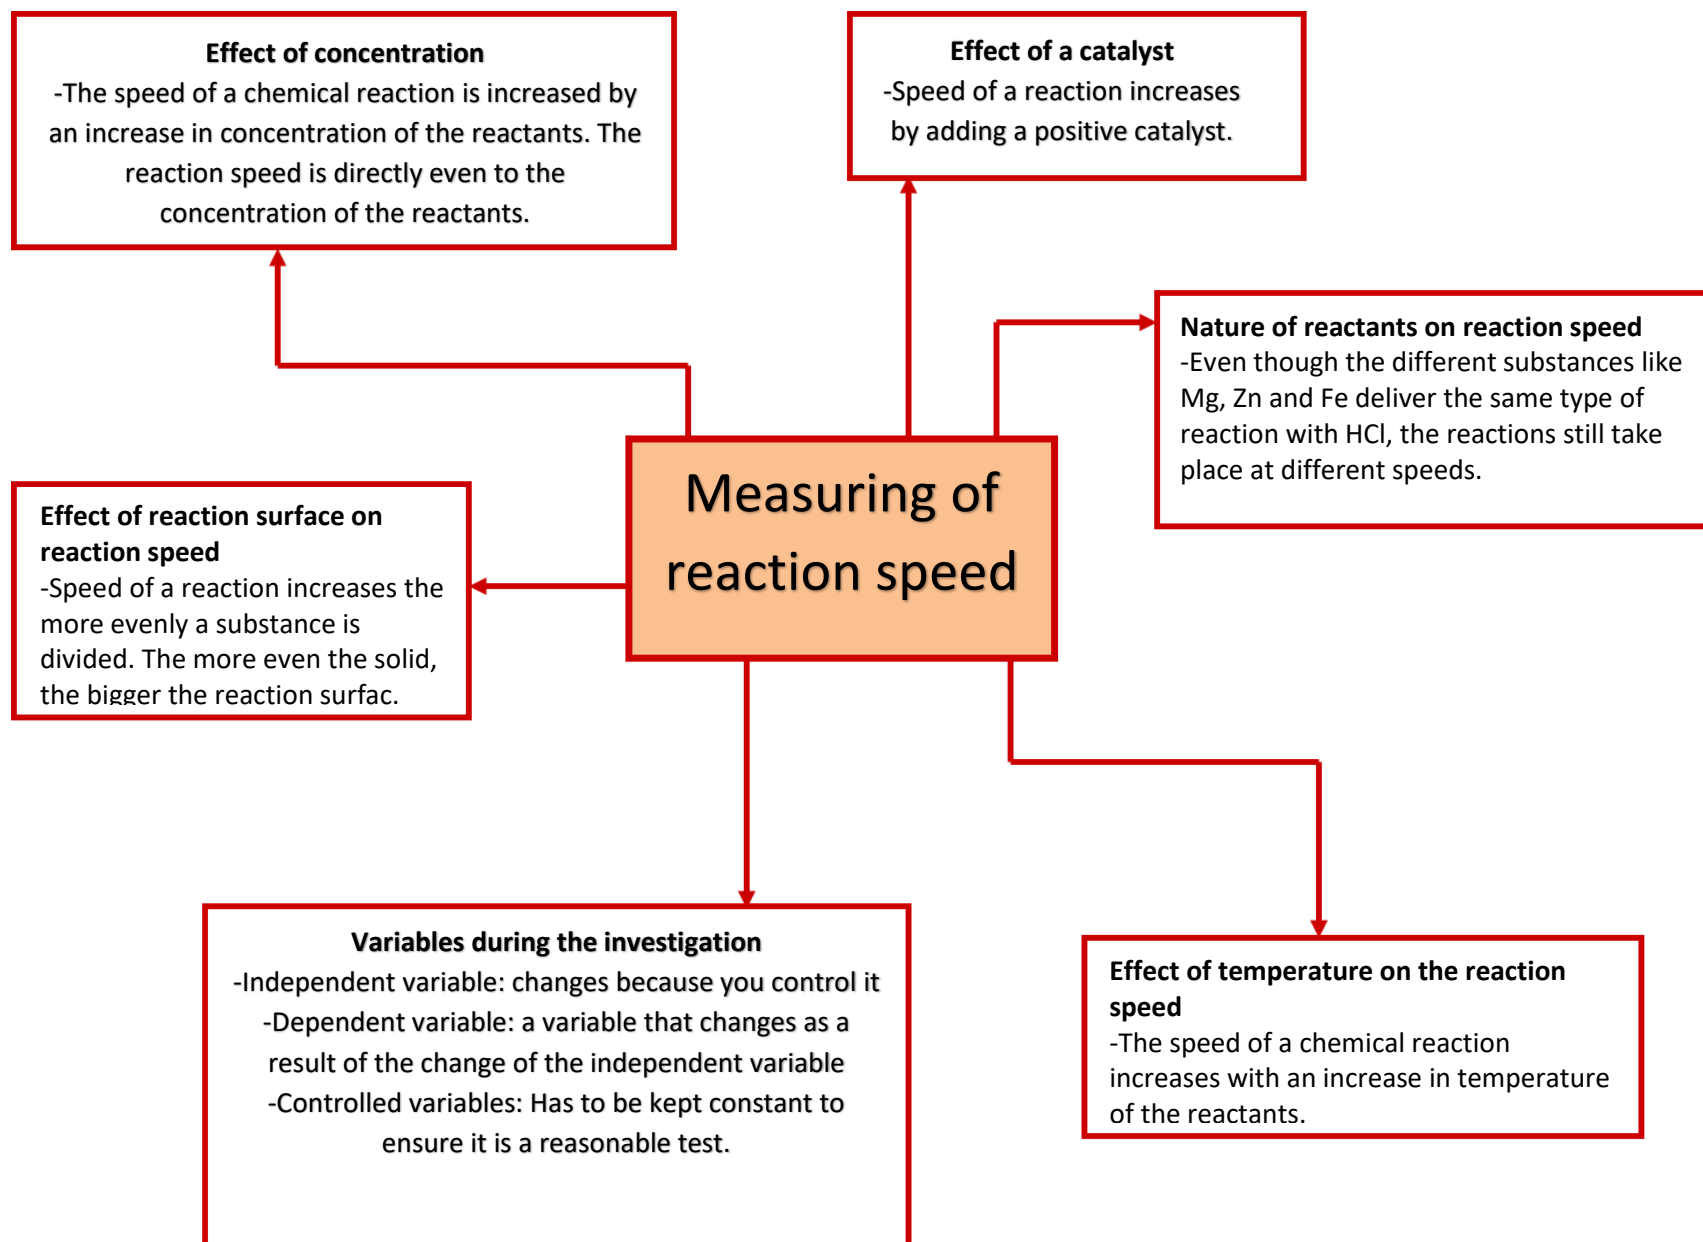 Effect of concentration
-The speed of a chemical reaction is increased by
an increase in concentration of the reactants. The
reaction speed is directly even to the
concentration of the reactants.
Effect of a catalyst
-Speed of a reaction increases
by adding a positive catalyst.
Nature of reactants on reaction speed
-Even though the different substances like
Mg, Zn and Fe deliver the same type of
reaction with HCl, the reactions still take
place at different speeds.
Measuring of
reaction speed
Effect of reaction surface on
reaction speed
-Speed of a reaction increases the
more evenly a substance is
divided. The more even the solid,
the bigger the reaction surfac.
Variables during the investigation
-Independent variable: changes because you control it
-Dependent variable: a variable that changes as a
result of the change of the independent variable
-Controlled variables: Has to be kept constant to
ensure it is a reasonable test.
Effect of temperature on the reaction
speed
-The speed of a chemical reaction
increases with an increase in temperature
of the reactants.